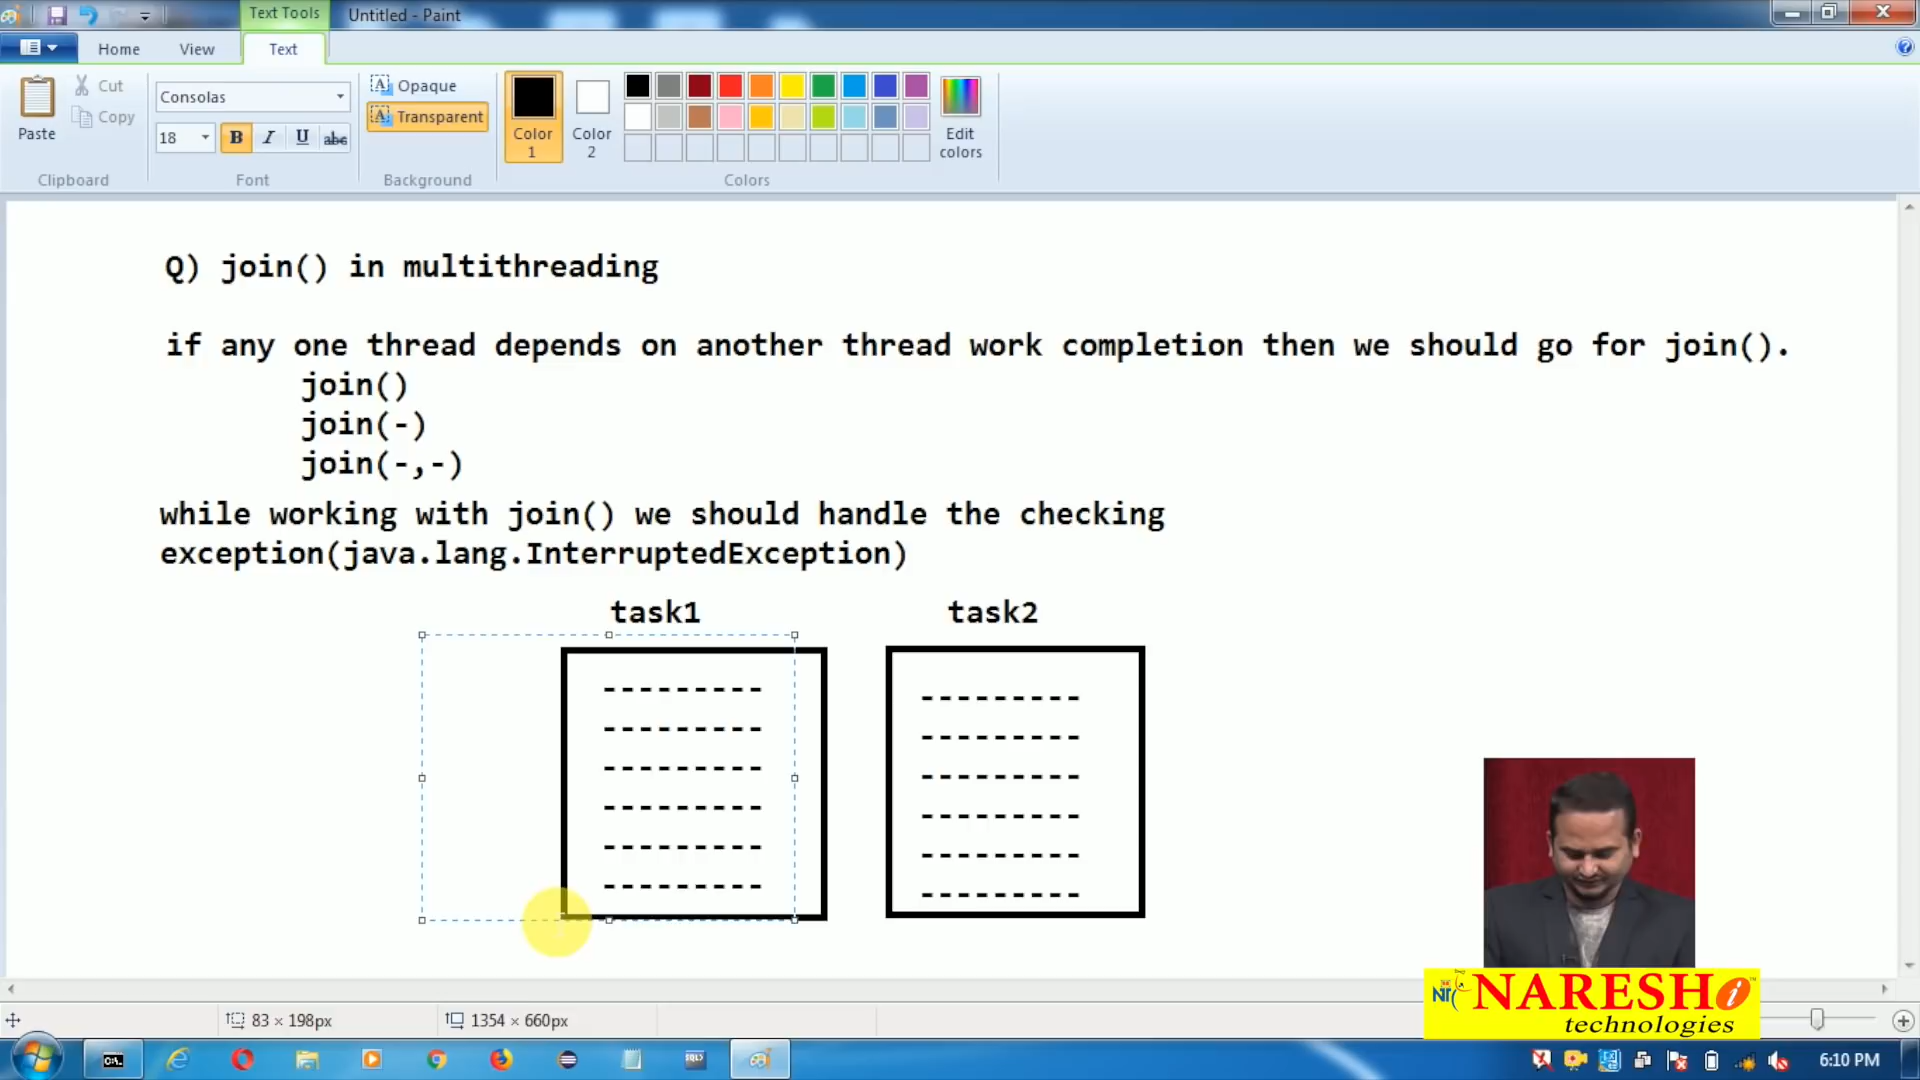 Text Tools
Untitled - Paint
Home
View
Text
Paste
Cut
Copy
Clipboard
Consolas
18
B
I
U
abc
Font
Opaque
Transparent
Background
Color 1
Color 2
Edit colors
Colors
Q) join() in multithreading
if any one thread depends on another thread work completion then we should go for join().
join()
join(-)
join(-,-)
while working with join() we should handle the checking
exception(java.lang.InterruptedException)
task1
task2
---------
---------
---------
---------
---------
---------
---------
---------
---------
---------
---------
---------
NARESH i
technologies
83 × 198px
1354 × 660px
6:10 PM